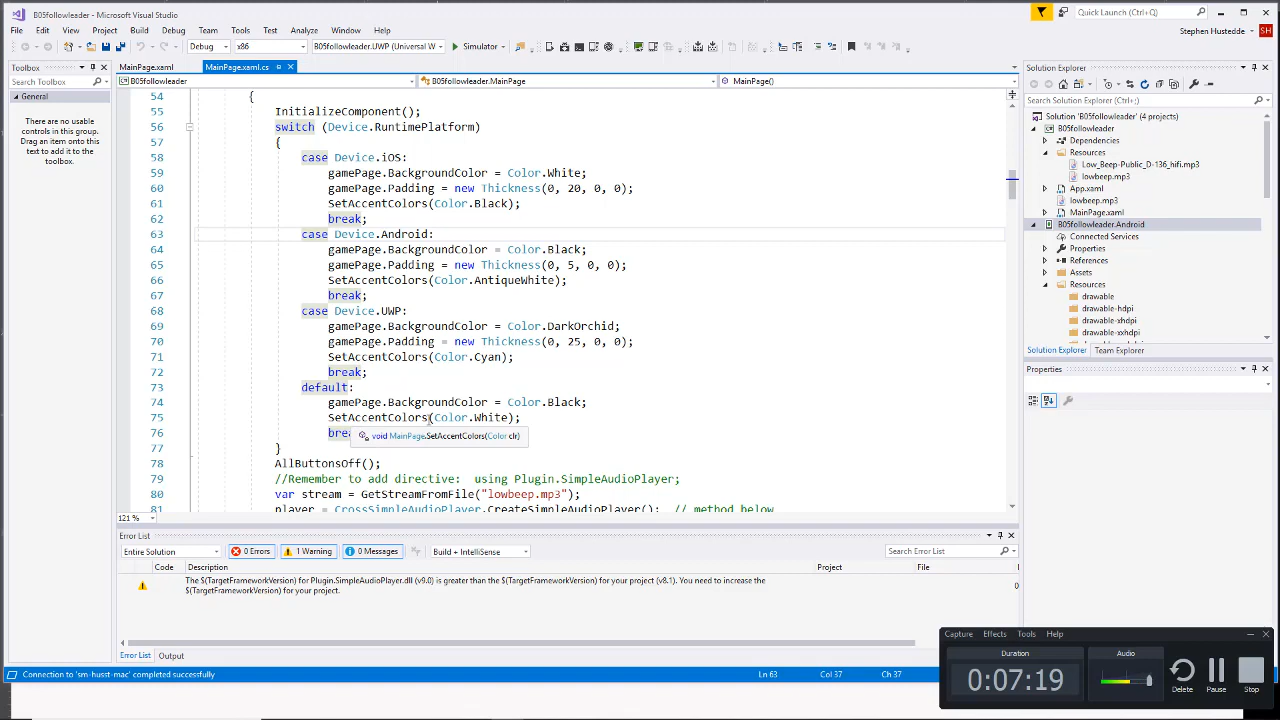 B05followleader - Microsoft Visual Studio
Quick Launch (Ctrl+Q)
File Edit View Project Build Debug Team Tools Test Analyze Window Help
Stephen Hustedde SH
Debug x86 B05followleader.UWP (Universal W Simulator
Toolbox
MainPage.xaml MainPage.xaml.cs
Solution Explorer
Search Toolbox
B05followleader B05followleader.MainPage MainPage()
General
There are no usable
controls in this group.
Drag an item onto this
text to add it to the
toolbox.
54 {
55 InitializeComponent();
56 switch (Device.RuntimePlatform)
57 {
58 case Device.iOS:
59 gamePage.BackgroundColor = Color.White;
60 gamePage.Padding = new Thickness(0, 20, 0, 0);
61 SetAccentColors(Color.Black);
62 break;
63 case Device.Android:
64 gamePage.BackgroundColor = Color.Black;
65 gamePage.Padding = new Thickness(0, 5, 0, 0);
66 SetAccentColors(Color.AntiqueWhite);
67 break;
68 case Device.UWP:
69 gamePage.BackgroundColor = Color.DarkOrchid;
70 gamePage.Padding = new Thickness(0, 25, 0, 0);
71 SetAccentColors(Color.Cyan);
72 break;
73 default:
74 gamePage.BackgroundColor = Color.Black;
75 SetAccentColors(Color.White);
76 brea
void MainPage.SetAccentColors(Color clr)
77 }
78 AllButtonsOff();
79 //Remember to add directive: using Plugin.SimpleAudioPlayer;
80 var stream = GetStreamFromFile("lowbeep.mp3");
81 player = CrossSimpleAudioPlayer.CreateSimpleAudioPlayer(); // method below
121 %
Search Solution Explorer (Ctrl+;)
Solution 'B05followleader' (4 projects)
B05followleader
Dependencies
Resources
Low_Beep-Public_D-136_hifi.mp3
lowbeep.mp3
App.xaml
lowbeep.mp3
MainPage.xaml
B05followleader.Android
Connected Services
Properties
References
Assets
Resources
drawable
drawable-hdpi
drawable-xhdpi
drawable-xxhdpi
Solution Explorer Team Explorer
Properties
Error List
Entire Solution 0 Errors 1 Warning 0 Messages Build + IntelliSense
Search Error List
Code Description Project File
The $(TargetFrameworkVersion) for Plugin.SimpleAudioPlayer.dll (v9.0) is greater than the $(TargetFrameworkVersion) for your project (v8.1). You need to increase the
$(TargetFrameworkVersion) for your project.
0
Error List Output
Connection to 'sm-husst-mac' completed successfully
Ln 63 Col 37 Ch 37
Capture Effects Tools Help
Duration
0:07:19
Audio
Delete Pause Stop